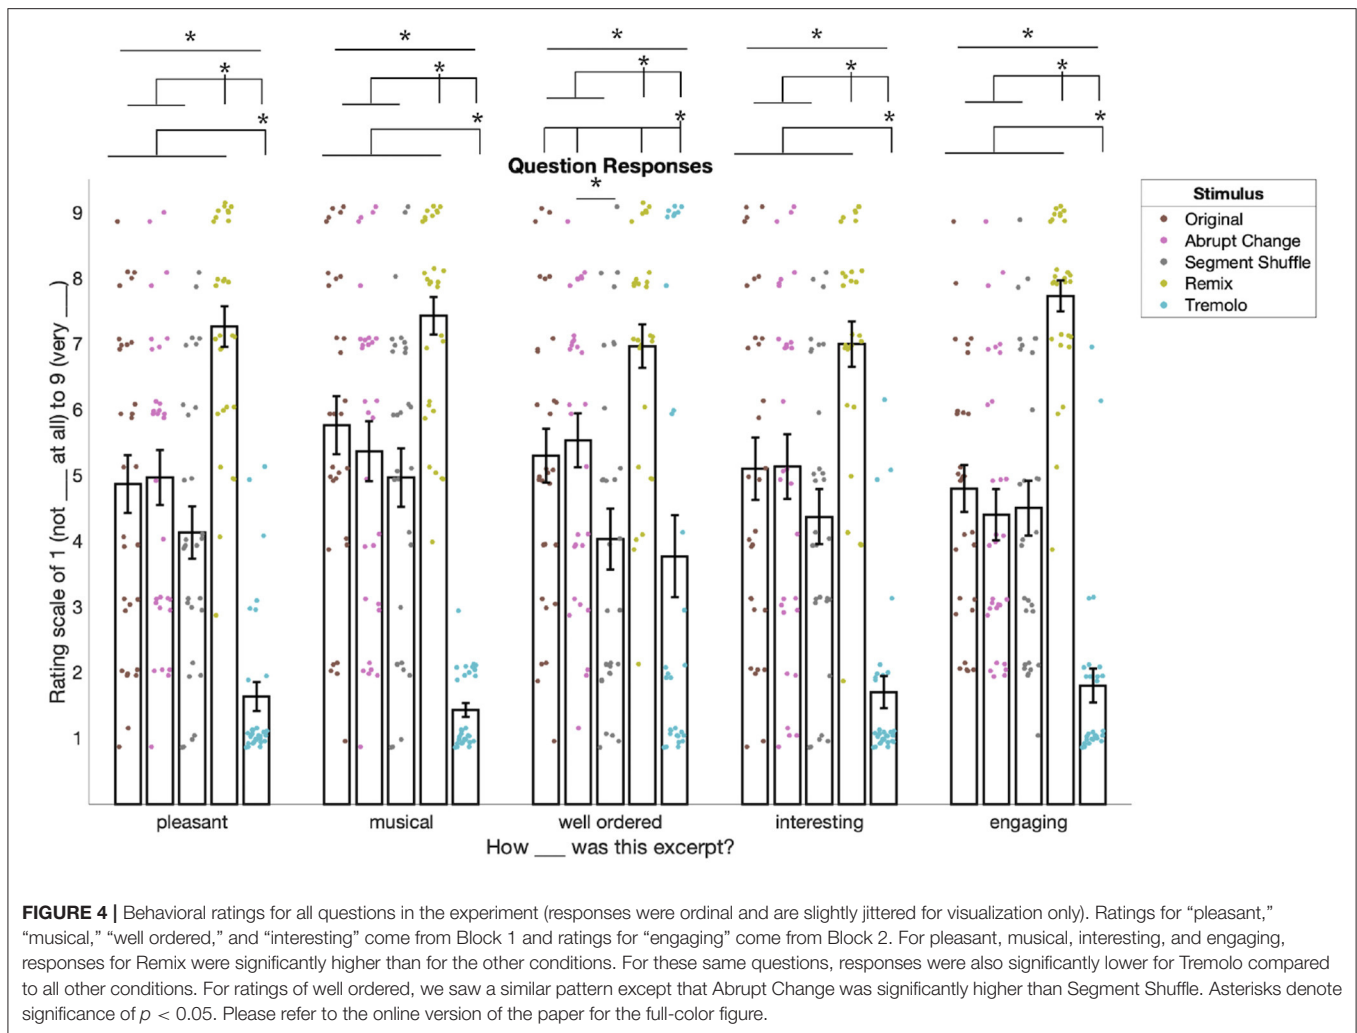 * * * * *
* * * * *
* * * * *
Question Responses
*
Rating scale of 1 (not ___ at all) to 9 (very ___)
9
8
7
6
5
4
3
2
1
pleasant musical well ordered interesting engaging
How ___ was this excerpt?
Stimulus
Original
Abrupt Change
Segment Shuffle
Remix
Tremolo
FIGURE 4 | Behavioral ratings for all questions in the experiment (responses were ordinal and are slightly jittered for visualization only). Ratings for “pleasant,”
“musical,” “well ordered,” and “interesting” come from Block 1 and ratings for “engaging” come from Block 2. For pleasant, musical, interesting, and engaging,
responses for Remix were significantly higher than for the other conditions. For these same questions, responses were also significantly lower for Tremolo compared
to all other conditions. For ratings of well ordered, we saw a similar pattern except that Abrupt Change was significantly higher than Segment Shuffle. Asterisks denote
significance of p < 0.05. Please refer to the online version of the paper for the full-color figure.